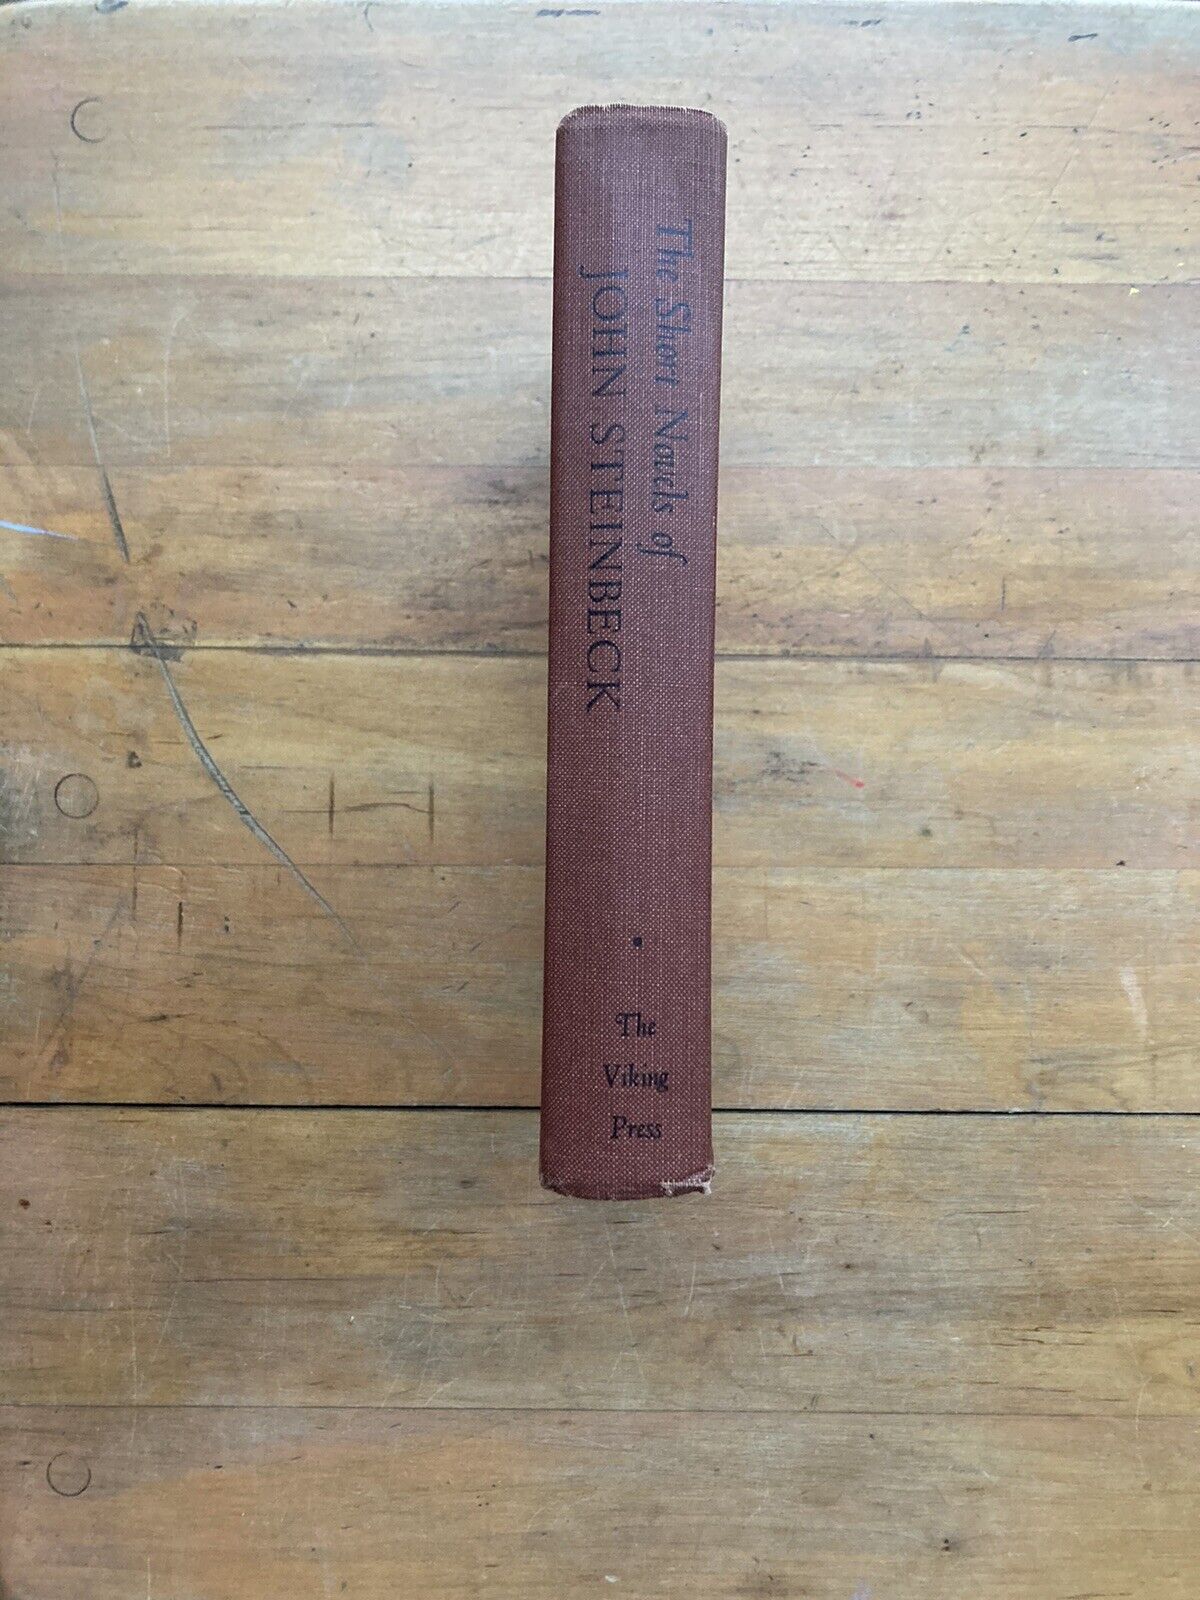 The Short Novels of
JOHN STEINBECK
The
Viking
Press